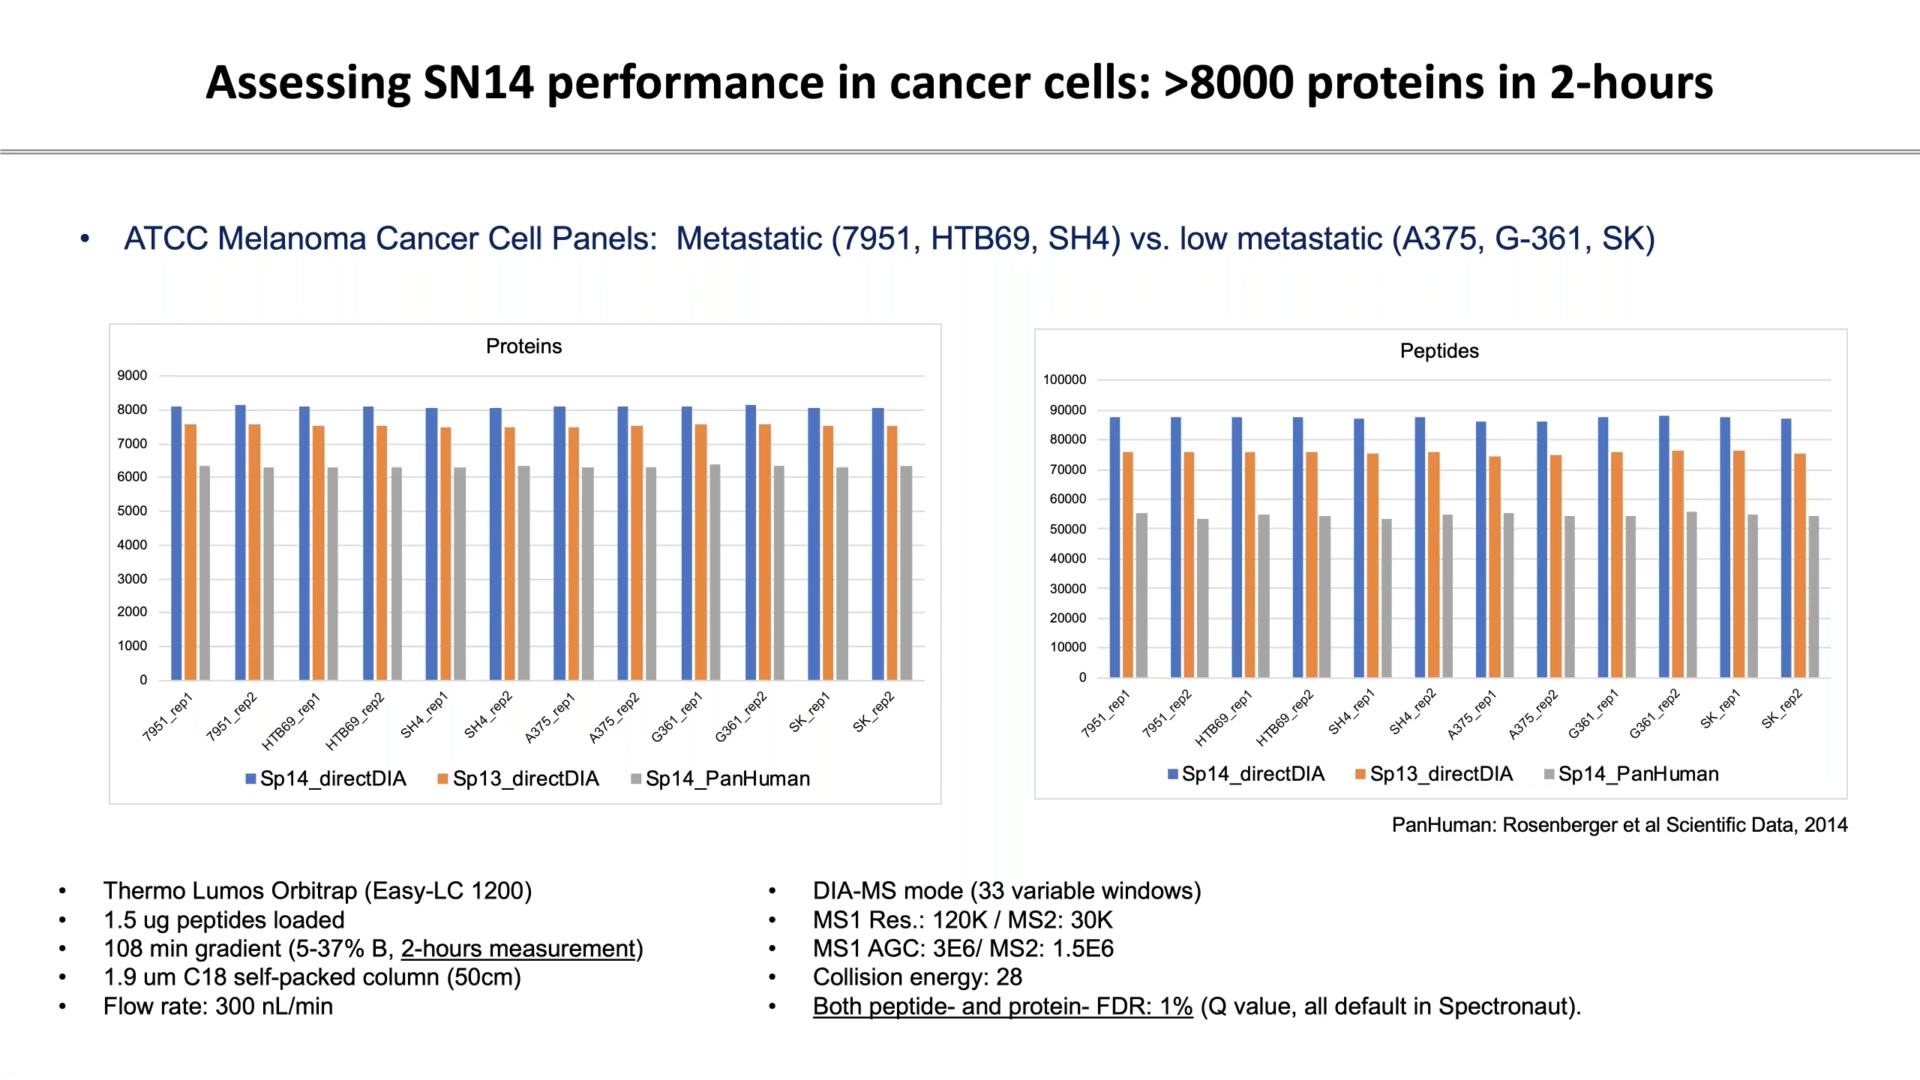 Assessing SN14 performance in cancer cells: >8000 proteins in 2-hours
• ATCC Melanoma Cancer Cell Panels: Metastatic (7951, HTB69, SH4) vs. low metastatic (A375, G-361, SK)
Proteins
9000
8000
7000
6000
5000
4000
3000
2000
1000
0
7951_rep1
7951_rep2
HTB69_rep1
HTB69_rep2
SH4_rep1
SH4_rep2
A375_rep1
A375_rep2
G361_rep1
G361_rep2
SK_rep1
SK_rep2
Sp14_directDIA Sp13_directDIA Sp14_PanHuman
Peptides
100000
90000
80000
70000
60000
50000
40000
30000
20000
10000
0
7951_rep1
7951_rep2
HTB69_rep1
HTB69_rep2
SH4_rep1
SH4_rep2
A375_rep1
A375_rep2
G361_rep1
G361_rep2
SK_rep1
SK_rep2
Sp14_directDIA Sp13_directDIA Sp14_PanHuman
PanHuman: Rosenberger et al Scientific Data, 2014
• Thermo Lumos Orbitrap (Easy-LC 1200)
• 1.5 ug peptides loaded
• 108 min gradient (5-37% B, 2-hours measurement)
• 1.9 um C18 self-packed column (50cm)
• Flow rate: 300 nL/min
• DIA-MS mode (33 variable windows)
• MS1 Res.: 120K / MS2: 30K
• MS1 AGC: 3E6/ MS2: 1.5E6
• Collision energy: 28
• Both peptide- and protein- FDR: 1% (Q value, all default in Spectronaut).